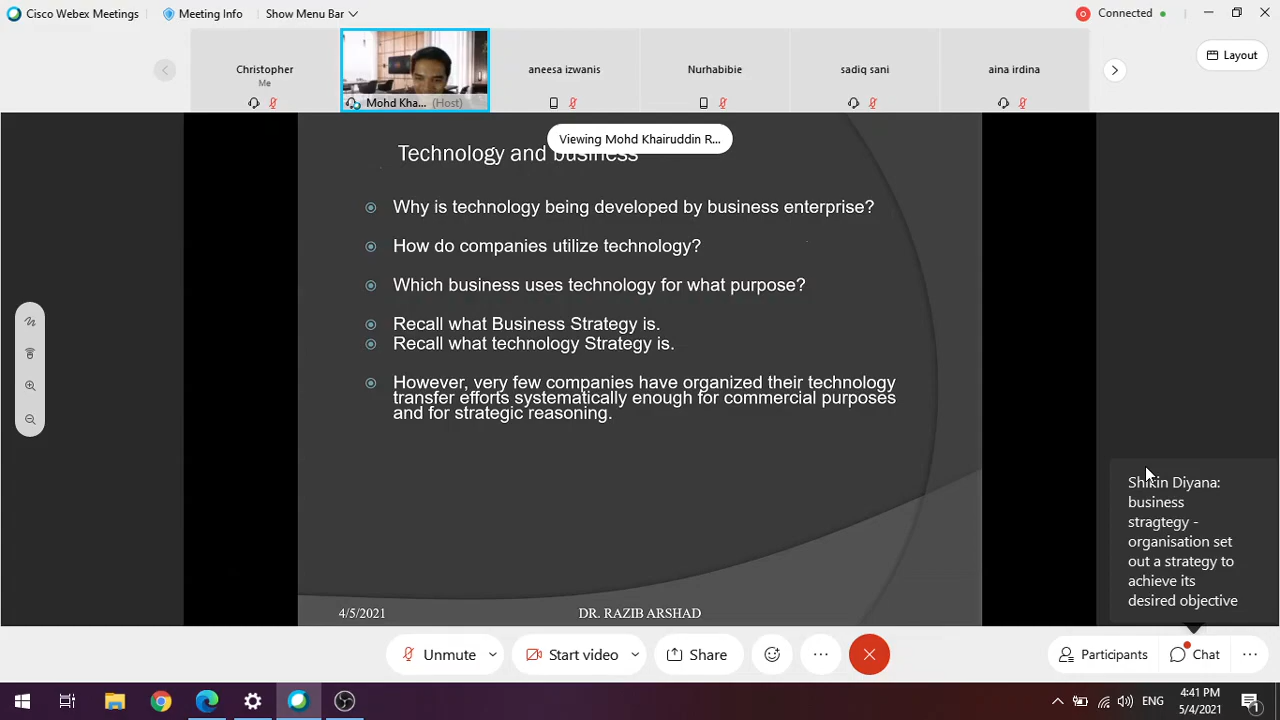 Cisco Webex Meetings
Meeting Info
Show Menu Bar
Connected
Christopher
Me
Mohd Kha... (Host)
aneesa izwanis
Nurhabibie
sadiq sani
aina irdina
Layout
Viewing Mohd Khairuddin R...
Technology and business
Why is technology being developed by business enterprise?
How do companies utilize technology?
Which business uses technology for what purpose?
Recall what Business Strategy is.
Recall what technology Strategy is.
However, very few companies have organized their technology
transfer efforts systematically enough for commercial purposes
and for strategic reasoning.
4/5/2021
DR. RAZIB ARSHAD
Shikin Diyana:
business
stragtegy -
organisation set
out a strategy to
achieve its
desired objective
Unmute
Start video
Share
Participants
Chat
ENG
4:41 PM
5/4/2021
1